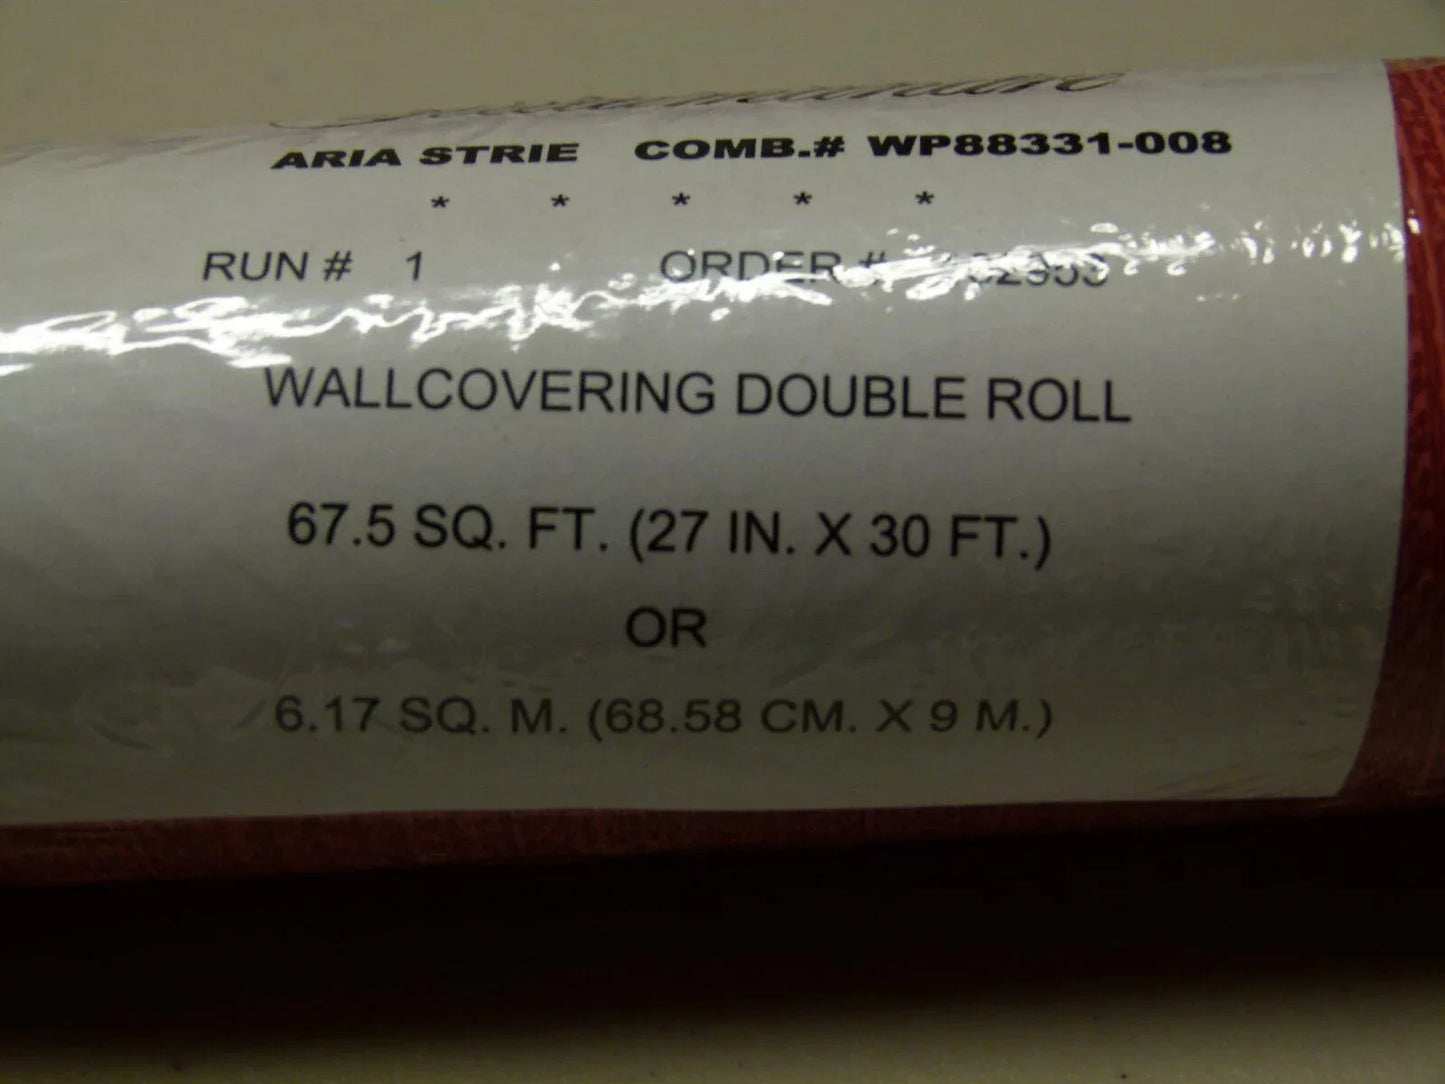 ARIA STRIE COMB.# WP88331-008
* * * * *
RUN # 1 ORDER #
WALLCOVERING DOUBLE ROLL
67.5 SQ. FT. (27 IN. X 30 FT.)
OR
6.17 SQ. M. (68.58 CM. X 9 M.)